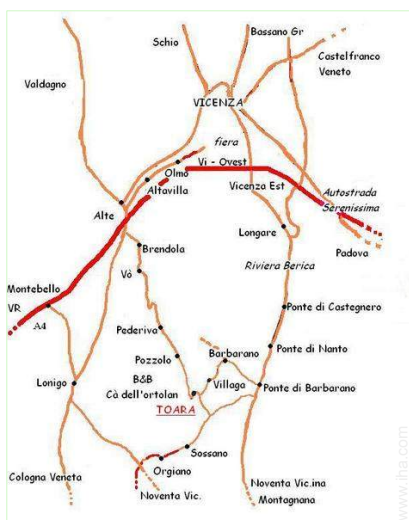 Bassano Gr
Schio
Castelfranco
Veneto
Valdagno
VICENZA
fiera
Olmo
Vi - Ovest
Altavilla
Vicenza Est
Autostrada
Serenissima
Alte
Longare
Padova
Brendola
Riviera Berica
Vò
Montebello
VR
A4
Ponte di Castegnero
Pederiva
Ponte di Nanto
Barbarano
Pozzolo
B&B
Villaga
Lonigo
Cà dell'ortolan
Ponte di Barbarano
TOARA
Sossano
Orgiano
Cologna Veneta
Noventa Vic.
Noventa Vic.ina
Montagnana
www.iha.com